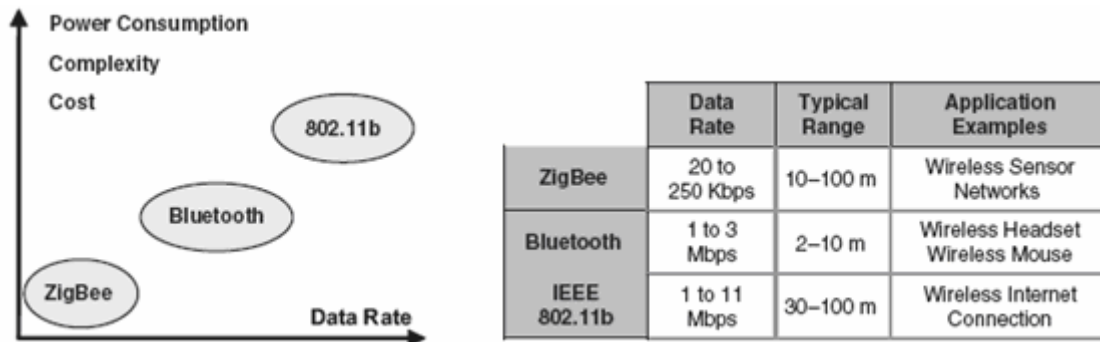 Power Consumption
Complexity
Cost
802.11b
Bluetooth
ZigBee
Data Rate
Data Rate
Typical Range
Application Examples
ZigBee
20 to 250 Kbps
10–100 m
Wireless Sensor Networks
Bluetooth
1 to 3 Mbps
2–10 m
Wireless Headset
Wireless Mouse
IEEE 802.11b
1 to 11 Mbps
30–100 m
Wireless Internet Connection